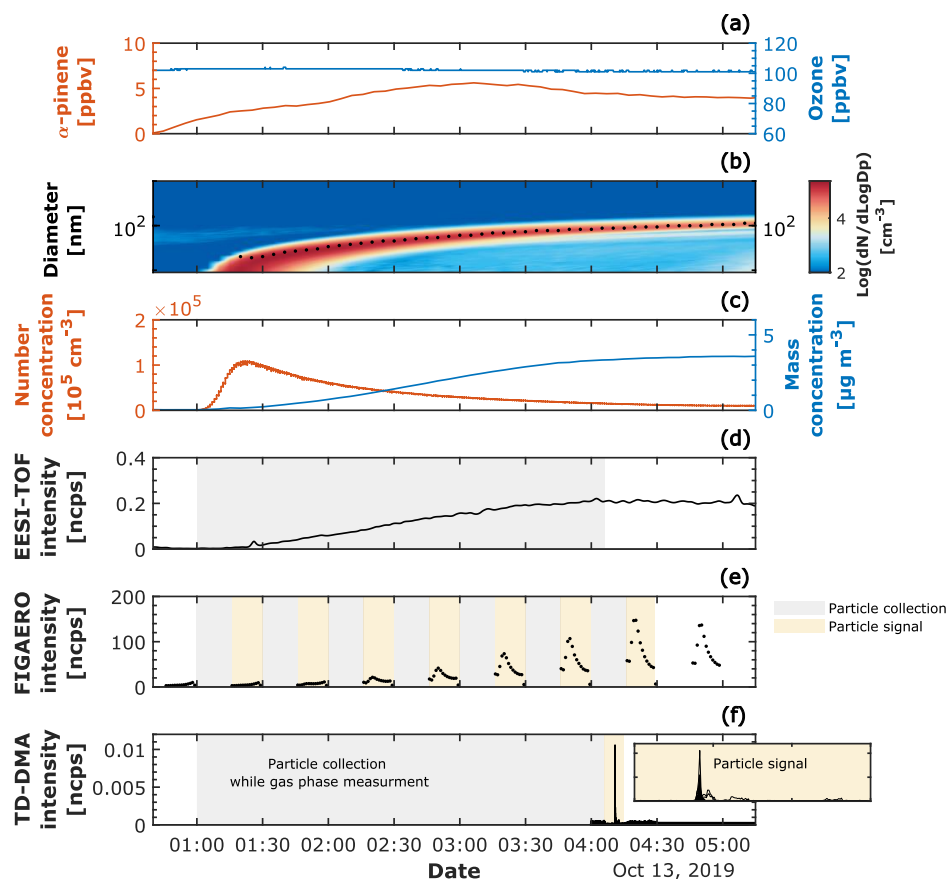 (a)
10
5
0
α-pinene
[ppbv]
120
100
80
60
Ozone
[ppbv]
(b)
10²
Diameter
[nm]
10²
4
2
Log(dN/dLogDp)
[cm⁻³]
(c)
×10⁵
2
1
0
Number
concentration
[10⁵ cm⁻³]
5
0
Mass
concentration
[µg m⁻³]
(d)
0.4
0.2
0
EESI-TOF
intensity
[ncps]
(e)
200
100
0
FIGAERO
intensity
[ncps]
Particle collection
Particle signal
(f)
0.01
0.005
0
TD-DMA
intensity
[ncps]
Particle collection
while gas phase measurment
Particle signal
01:00 01:30 02:00 02:30 03:00 03:30 04:00 04:30 05:00
Date
Oct 13, 2019